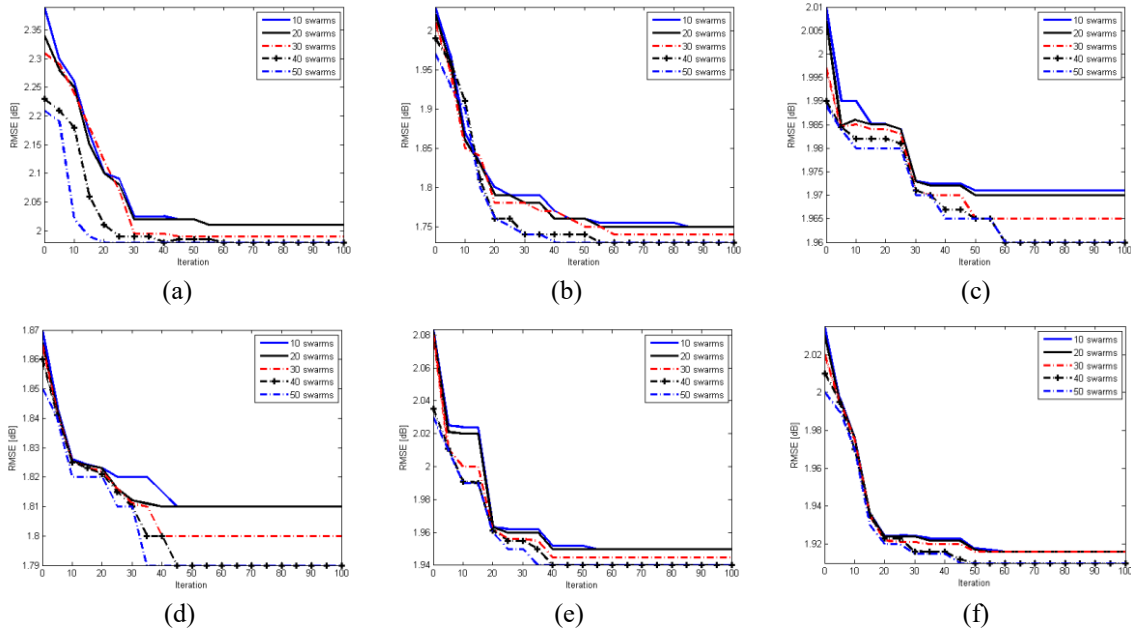 2.35
2.3
2.25
2.2
2.15
2.1
2.05
2
RMSE [dB]
10 swarms
20 swarms
30 swarms
40 swarms
50 swarms
0 10 20 30 40 50 60 70 80 90 100
Iteration
(a)
2
1.95
1.9
1.85
1.8
1.75
RMSE [dB]
10 swarms
20 swarms
30 swarms
40 swarms
50 swarms
0 10 20 30 40 50 60 70 80 90 100
Iteration
(b)
2.01
2.005
2
1.995
1.99
1.985
1.98
1.975
1.97
1.965
1.96
RMSE [dB]
10 swarms
20 swarms
30 swarms
40 swarms
50 swarms
0 10 20 30 40 50 60 70 80 90 100
Iteration
(c)
1.87
1.86
1.85
1.84
1.83
1.82
1.81
1.8
1.79
RMSE [dB]
10 swarms
20 swarms
30 swarms
40 swarms
50 swarms
0 10 20 30 40 50 60 70 80 90 100
Iteration
(d)
2.08
2.06
2.04
2.02
2
1.98
1.96
1.94
RMSE [dB]
10 swarms
20 swarms
30 swarms
40 swarms
50 swarms
0 10 20 30 40 50 60 70 80 90 100
Iteration
(e)
2.02
2
1.98
1.96
1.94
1.92
RMSE [dB]
10 swarms
20 swarms
30 swarms
40 swarms
50 swarms
0 10 20 30 40 50 60 70 80 90 100
Iteration
(f)